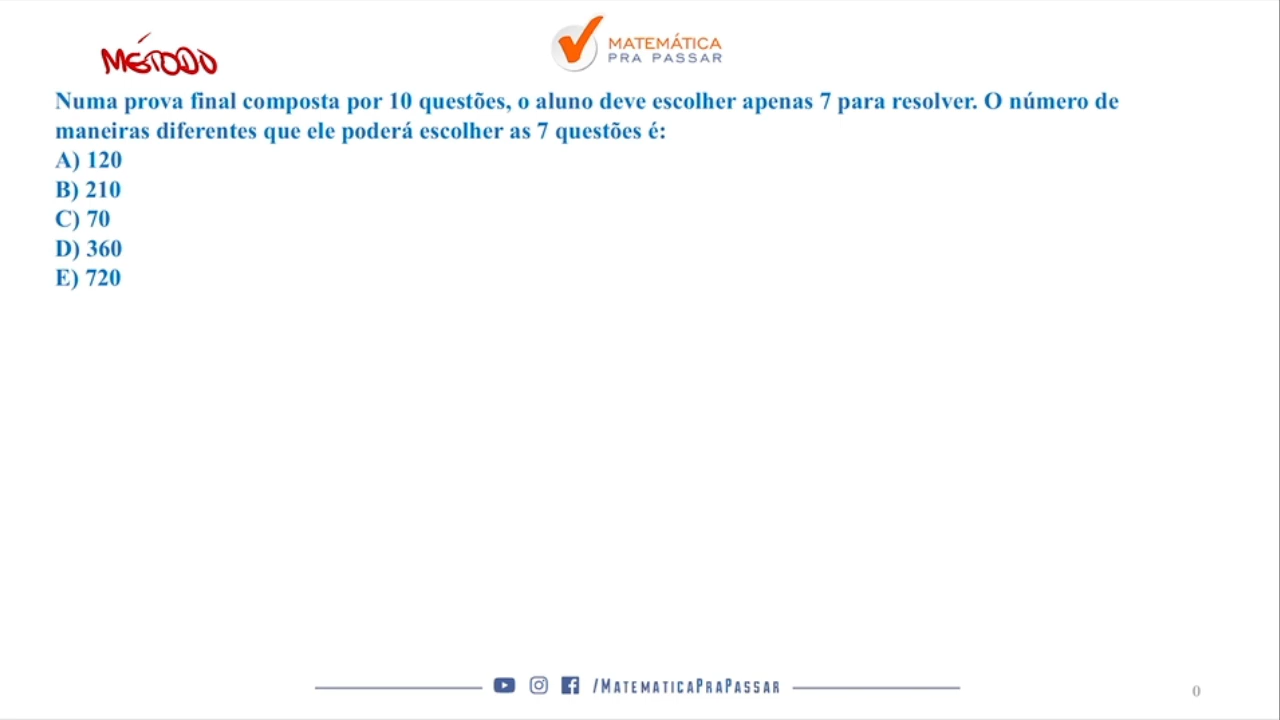 MÉTODO
MATEMÁTICA
PRA PASSAR
Numa prova final composta por 10 questões, o aluno deve escolher apenas 7 para resolver. O número de
maneiras diferentes que ele poderá escolher as 7 questões é:
A) 120
B) 210
C) 70
D) 360
E) 720
/MATEMATICAPRAPASSAR
0